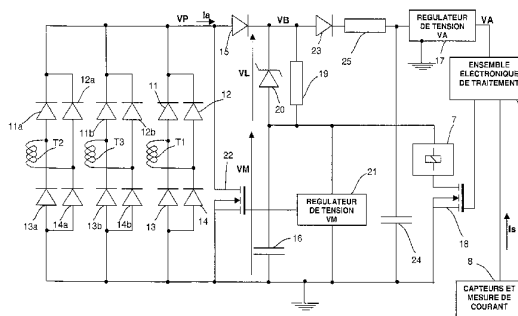 VP
Ia
15
VB
23
25
REGULATEUR
DE TENSION
VA
VA
17
ENSEMBLE
ÉLECTRONIQUE
DE TRAITEMENT
VL
20
19
12a
11
12
11a
11b
12b
T2
T3
T1
7
VM
22
21
REGULATEUR
DE TENSION
VM
13a
14a
13b
14b
13
14
16
24
18
Is
8
CAPTEURS ET
MESURE DE
COURANT